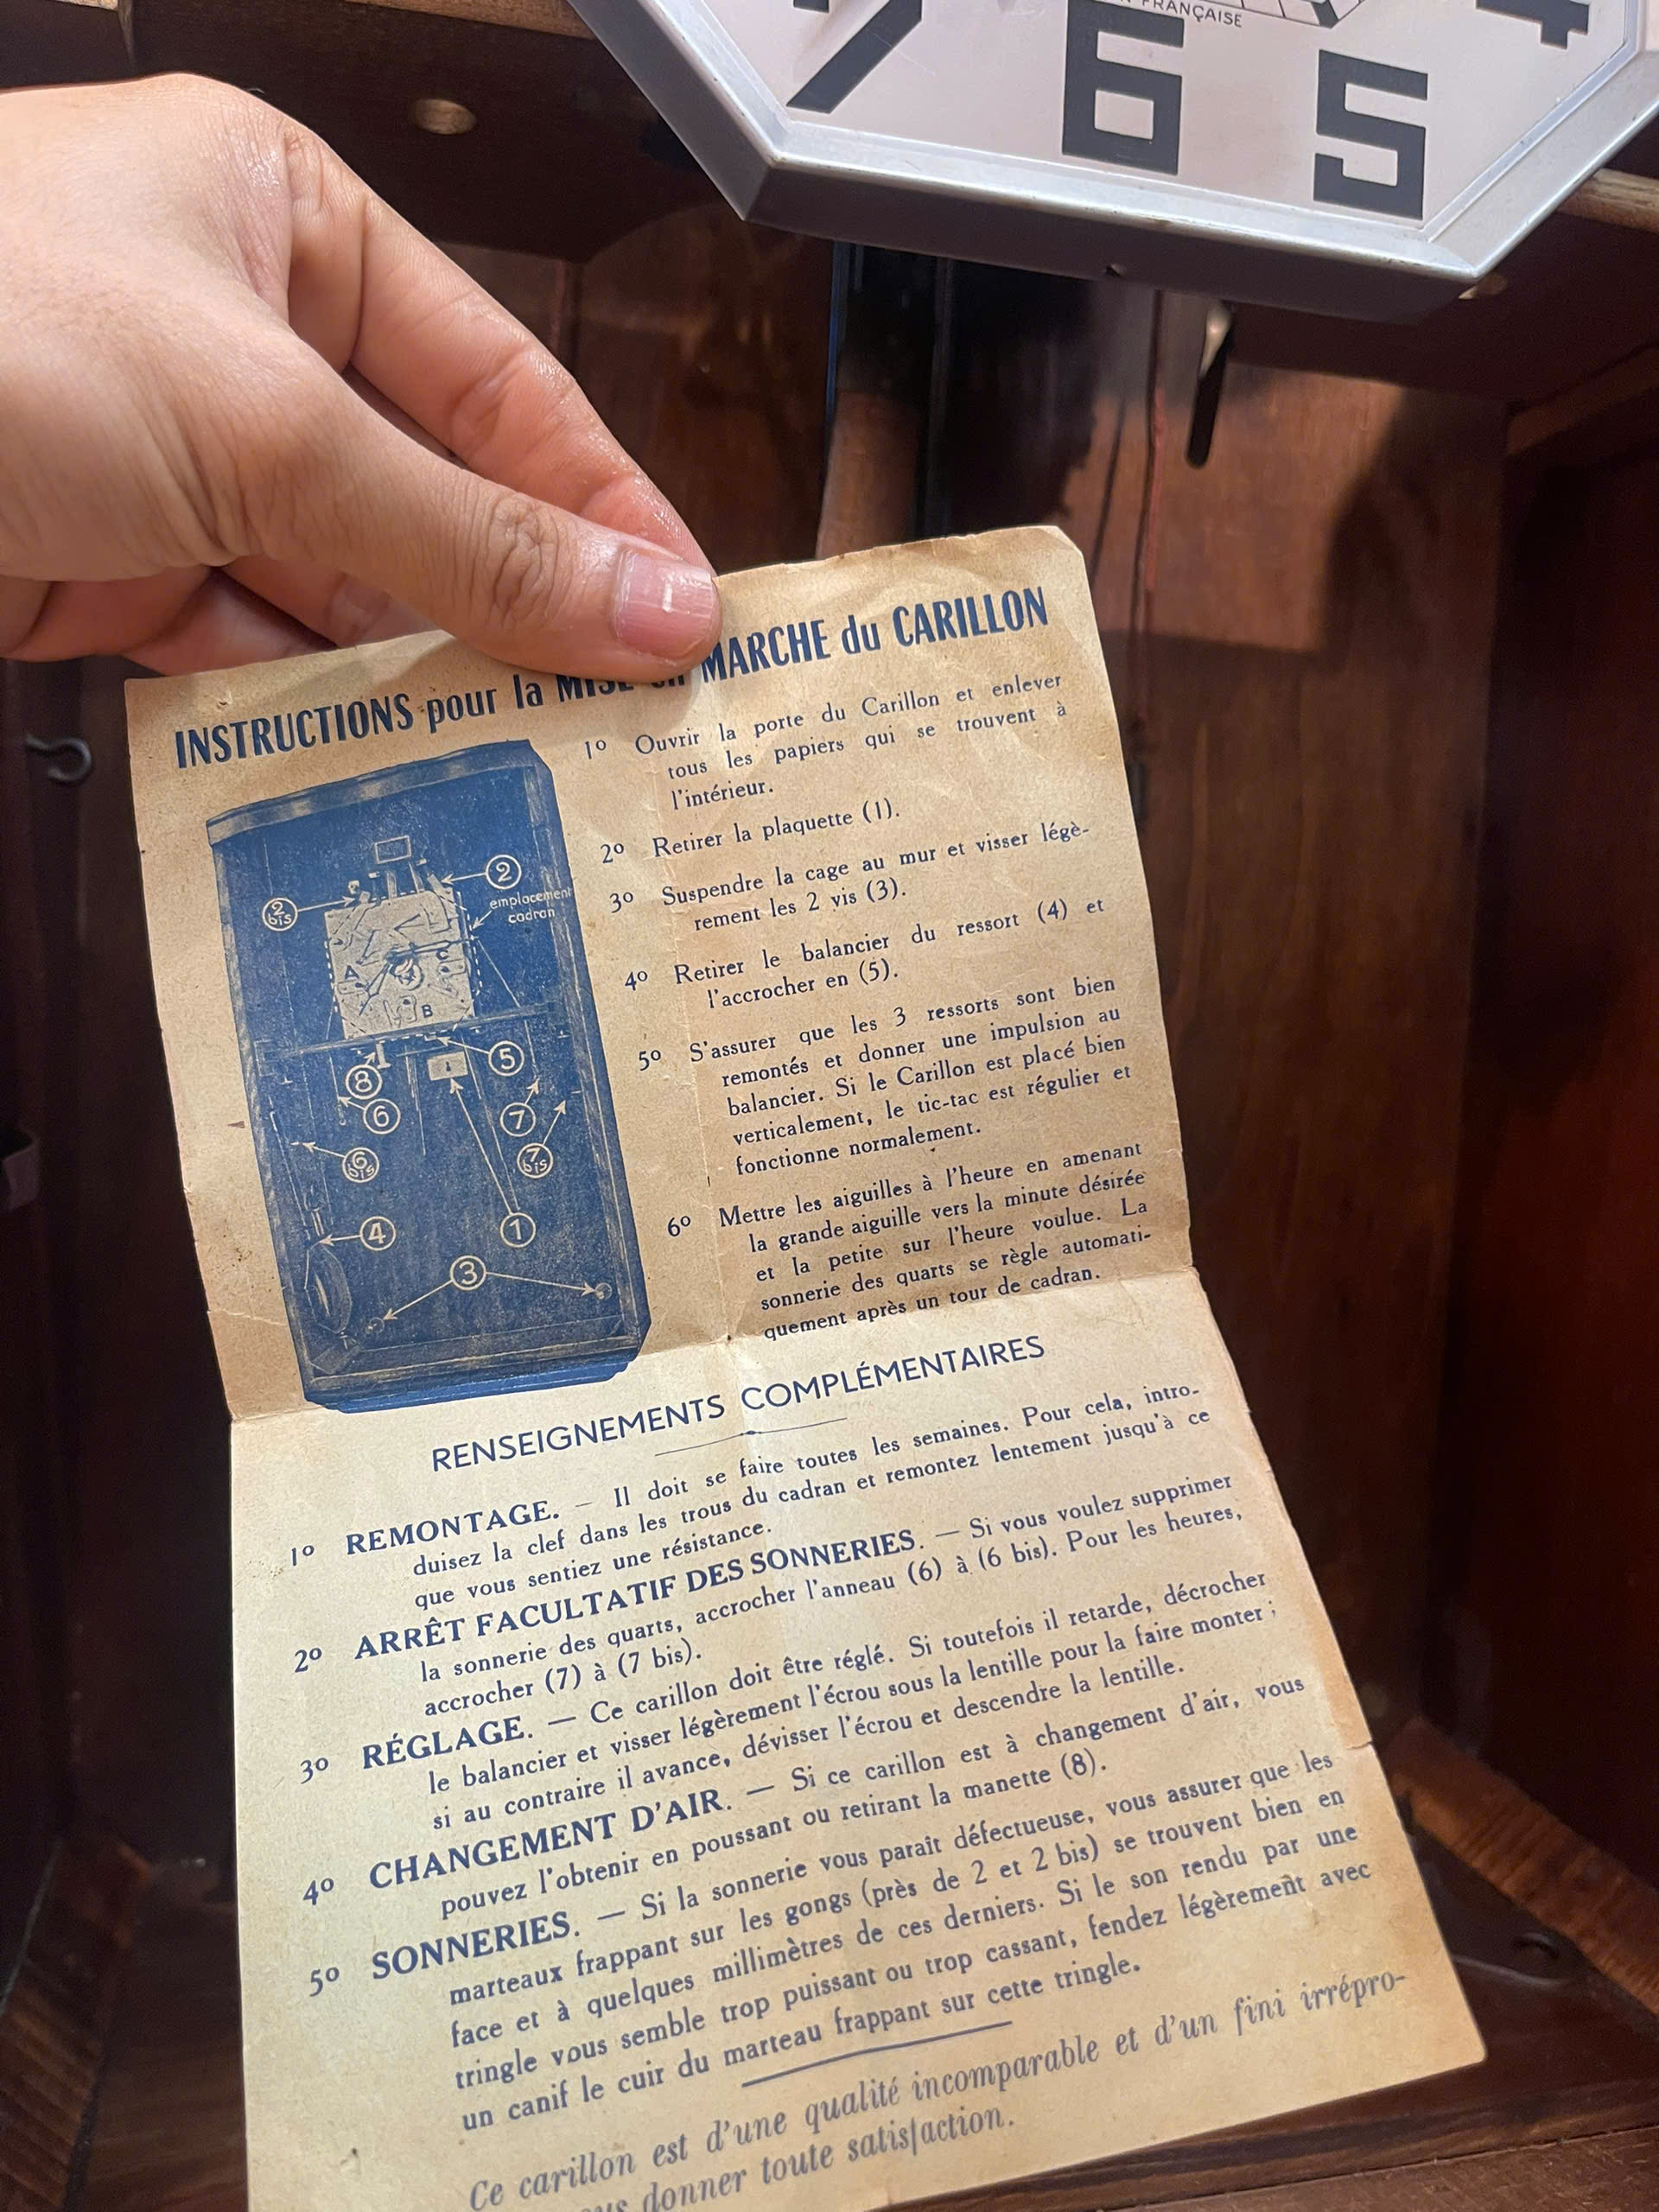 FRANÇAISE
7 6 5 4
INSTRUCTIONS pour la MISE en MARCHE du CARILLON
1º Ouvrir la porte du Carillon et enlever
tous les papiers qui se trouvent à
l'intérieur.
2º Retirer la plaquette (1).
3º Suspendre la cage au mur et visser légè-
rement les 2 vis (3).
4º Retirer le balancier du ressort (4) et
l'accrocher en (5).
5º S'assurer que les 3 ressorts sont bien
remontés et donner une impulsion au
balancier. Si le Carillon est placé bien
verticalement, le tic-tac est régulier et
fonctionne normalement.
6º Mettre les aiguilles à l'heure en amenant
la grande aiguille vers la minute désirée
et la petite sur l'heure voulue. La
sonnerie des quarts se règle automati-
quement après un tour de cadran.
2
2 bis
emplacement
cadran
A
C
B
5
8
6
7
6 bis
7 bis
4
1
3
RENSEIGNEMENTS COMPLÉMENTAIRES
1º REMONTAGE. — Il doit se faire toutes les semaines. Pour cela, intro-
duisez la clef dans les trous du cadran et remontez lentement jusqu'à ce
que vous sentiez une résistance.
2º ARRÊT FACULTATIF DES SONNERIES. — Si vous voulez supprimer
la sonnerie des quarts, accrocher l'anneau (6) à (6 bis). Pour les heures,
accrocher (7) à (7 bis).
3º RÉGLAGE. — Ce carillon doit être réglé. Si toutefois il retarde, décrocher
le balancier et visser légèrement l'écrou sous la lentille pour la faire monter ;
si au contraire il avance, dévisser l'écrou et descendre la lentille.
4º CHANGEMENT D'AIR. — Si ce carillon est à changement d'air, vous
pouvez l'obtenir en poussant ou retirant la manette (8).
5º SONNERIES. — Si la sonnerie vous paraît défectueuse, vous assurer que les
marteaux frappant sur les gongs (près de 2 et 2 bis) se trouvent bien en
face et à quelques millimètres de ces derniers. Si le son rendu par une
tringle vous semble trop puissant ou trop cassant, fendez légèrement avec
un canif le cuir du marteau frappant sur cette tringle.
Ce carillon est d'une qualité incomparable et d'un fini irrépro-
donner toute satisfaction.